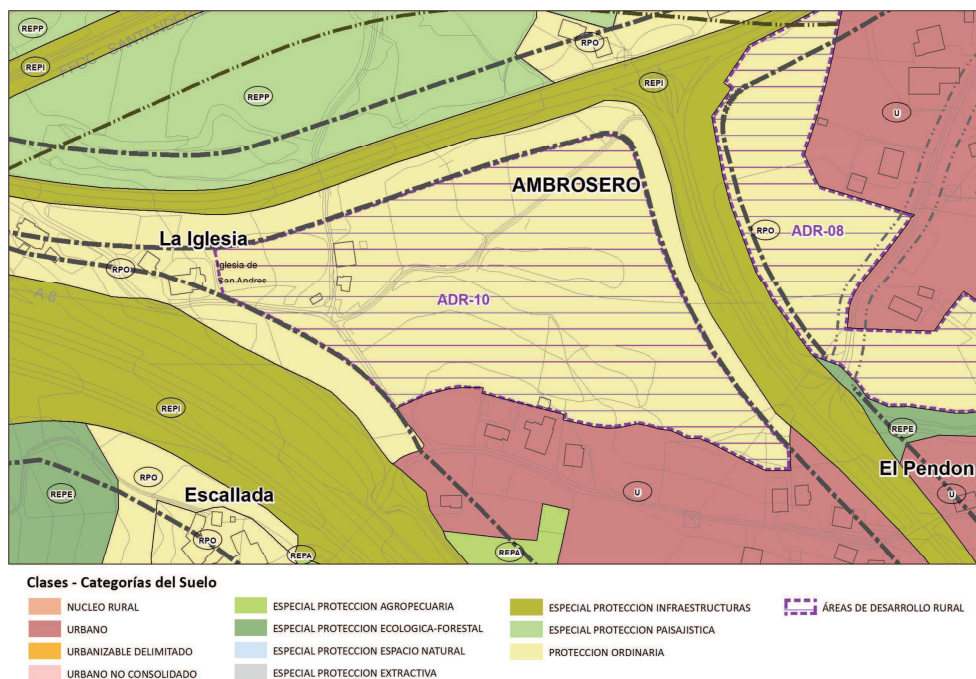 REPP
FFCC SANTANDER
REPI
REPP
RPO
REPI
U
AMBROSERO
La Iglesia
RPO
ADR-08
RPO
Iglesia de
San Andres
ADR-10
A 8
REPI
REPE
RPO
El Pendon
REPE
Escallada
U
U
RPO
REPA
REPA
Clases - Categorías del Suelo
NUCLEO RURAL
URBANO
URBANIZABLE DELIMITADO
URBANO NO CONSOLIDADO
ESPECIAL PROTECCION AGROPECUARIA
ESPECIAL PROTECCION ECOLOGICA-FORESTAL
ESPECIAL PROTECCION ESPACIO NATURAL
ESPECIAL PROTECCION EXTRACTIVA
ESPECIAL PROTECCION INFRAESTRUCTURAS
ESPECIAL PROTECCION PAISAJISTICA
PROTECCION ORDINARIA
ÁREAS DE DESARROLLO RURAL